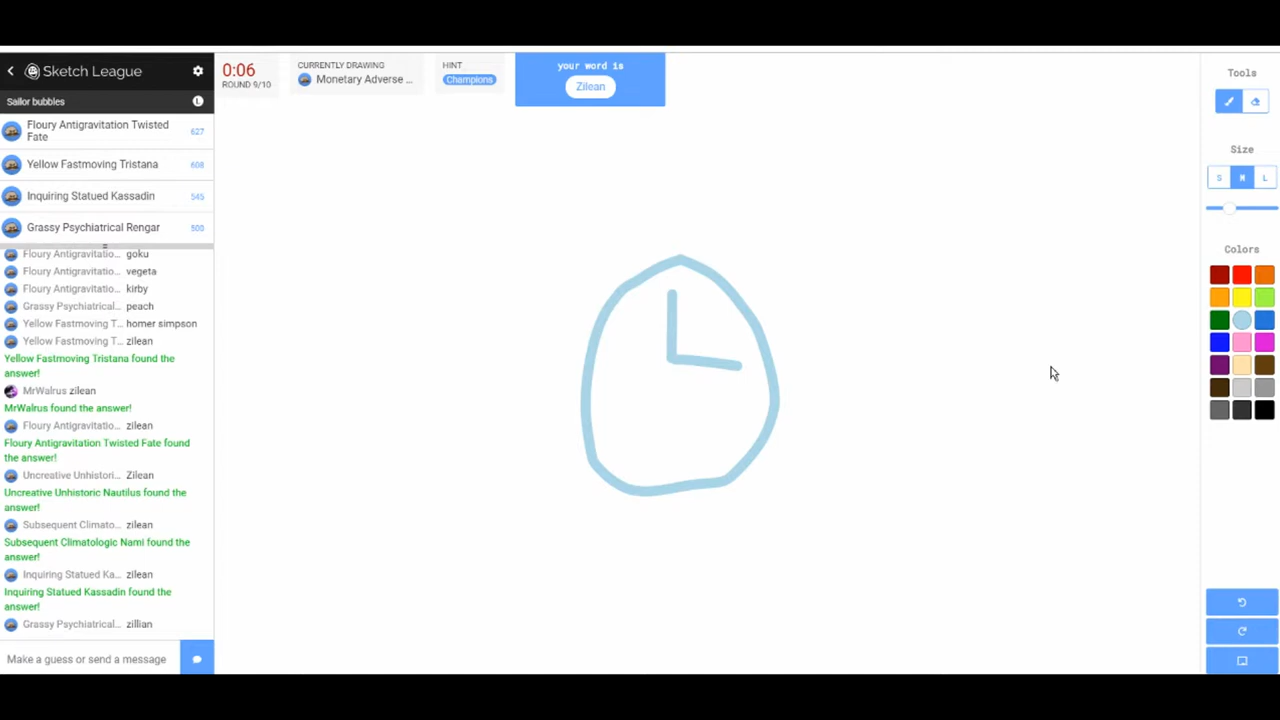 Sketch League
Sailor bubbles
L
Floury Antigravitation Twisted
Fate
627
Yellow Fastmoving Tristana
608
Inquiring Statued Kassadin
545
Grassy Psychiatrical Rengar
500
Floury Antigravitatio... goku
Floury Antigravitatio... vegeta
Floury Antigravitatio... kirby
Grassy Psychiatrical... peach
Yellow Fastmoving T... homer simpson
Yellow Fastmoving T... zilean
Yellow Fastmoving Tristana found the
answer!
MrWalrus zilean
MrWalrus found the answer!
Floury Antigravitatio... zilean
Floury Antigravitation Twisted Fate found
the answer!
Uncreative Unhistori... Zilean
Uncreative Unhistoric Nautilus found the
answer!
Subsequent Climato... zilean
Subsequent Climatologic Nami found the
answer!
Inquiring Statued Ka... zilean
Inquiring Statued Kassadin found the
answer!
Grassy Psychiatrical... zillian
Make a guess or send a message
0:06
ROUND 9/10
CURRENTLY DRAWING
Monetary Adverse ...
HINT
Champions
your word is
Zilean
Tools
Size
S M L
Colors